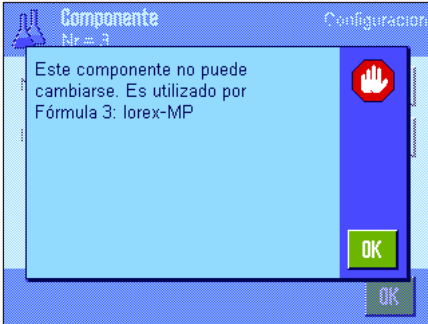 Componente
Configuracion
Nr = 3
Este componente no puede
cambiarse. Es utilizado por
Fórmula 3: lorex-MP
OK
OK